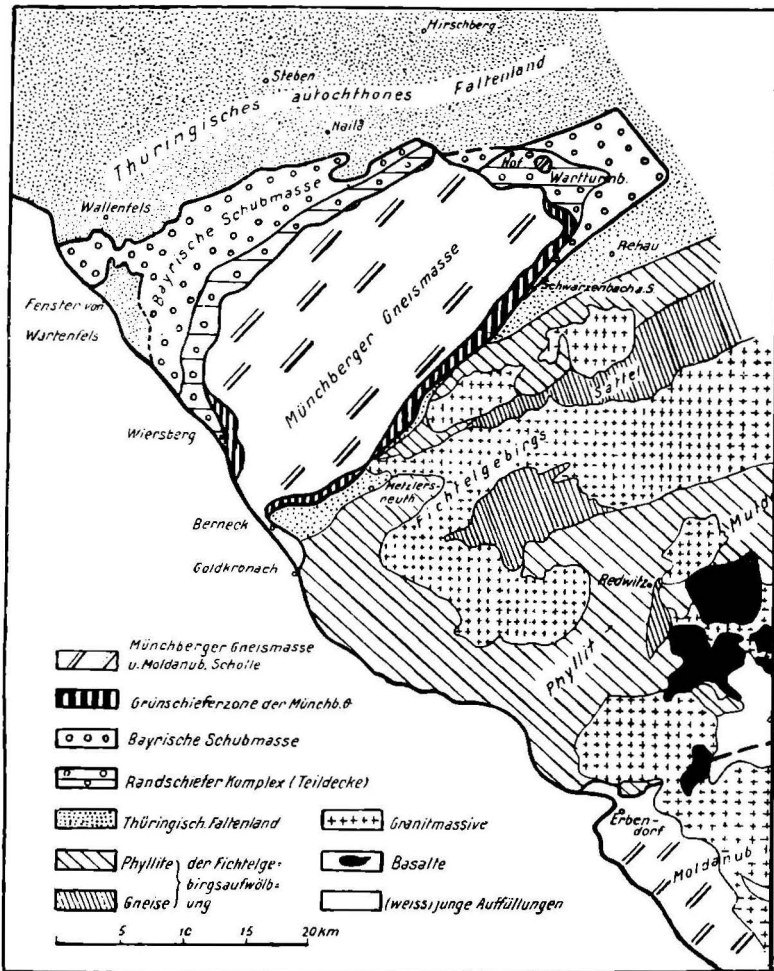 Hirschberg
Steben
Thüringisches autochthones Faltenland
Naila
Hof
Wartturmb.
Wallenfels
Bayrische Schubmasse
Rehau
Schwarzenbach a.S
Fenster von
Wartenfels
Münchberger Gneismasse
Sattel
Wiersberg
Metzlers-
reuth
Fichtelgebirgs
Berneck
Goldkronach
Redwitz
Muld
Phyllit
Münchberger Gneismasse
u. Moldanub. Scholle
Grünschieferzone der Münchb.G
Bayrische Schubmasse
Randschiefer Komplex (Teildecke)
Thüringisch. Faltenland
Granitmassive
Phyllite
der Fichtelge-
birgsaufwölb=
ung
Basalte
Gneise
(weiss) junge Auffüllungen
Erben-
dorf
Moldanub
5 10 15 20 KM